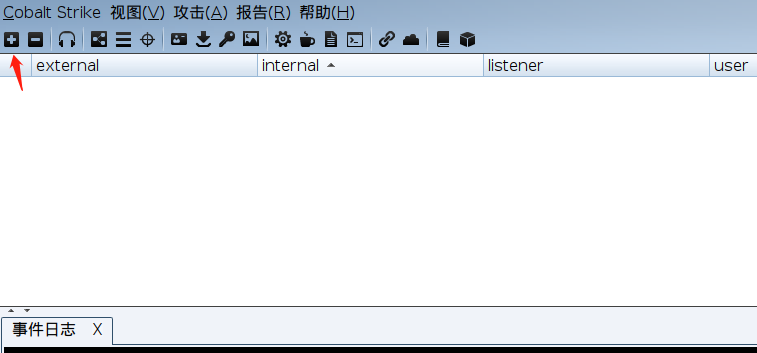 Cobalt Strike 视图(V) 攻击(A) 报告(R) 帮助(H)
external internal listener user
事件日志 X